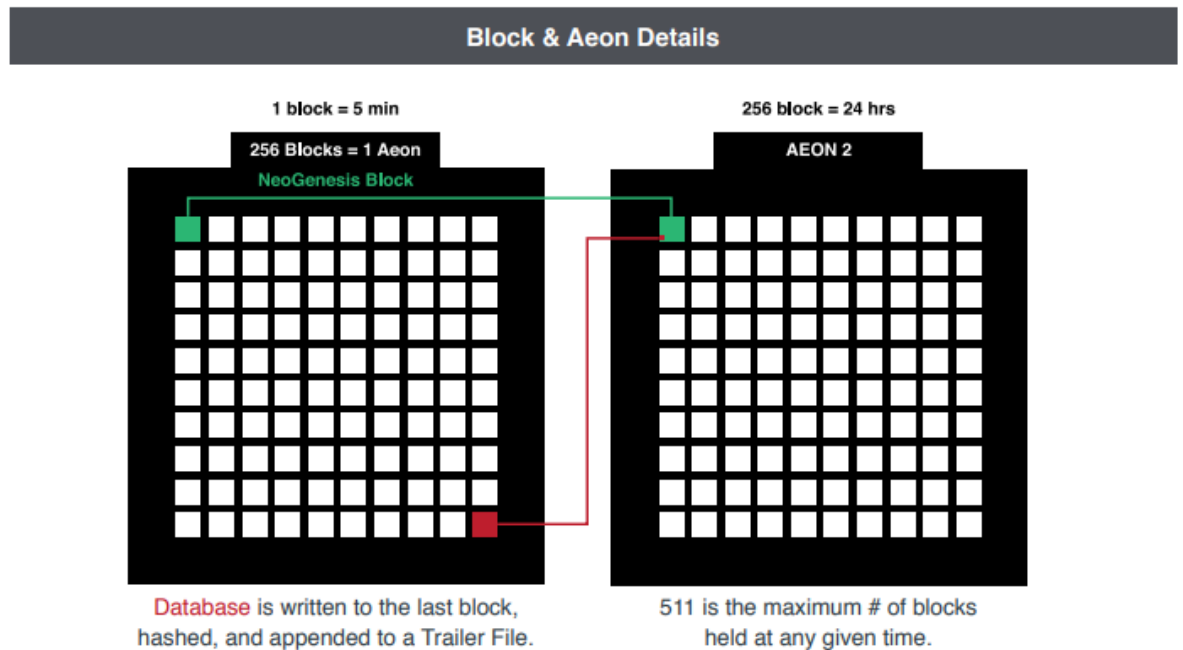 Block & Aeon Details
1 block = 5 min
256 Blocks = 1 Aeon
NeoGenesis Block
Database is written to the last block,
hashed, and appended to a Trailer File.
256 block = 24 hrs
AEON 2
511 is the maximum # of blocks
held at any given time.